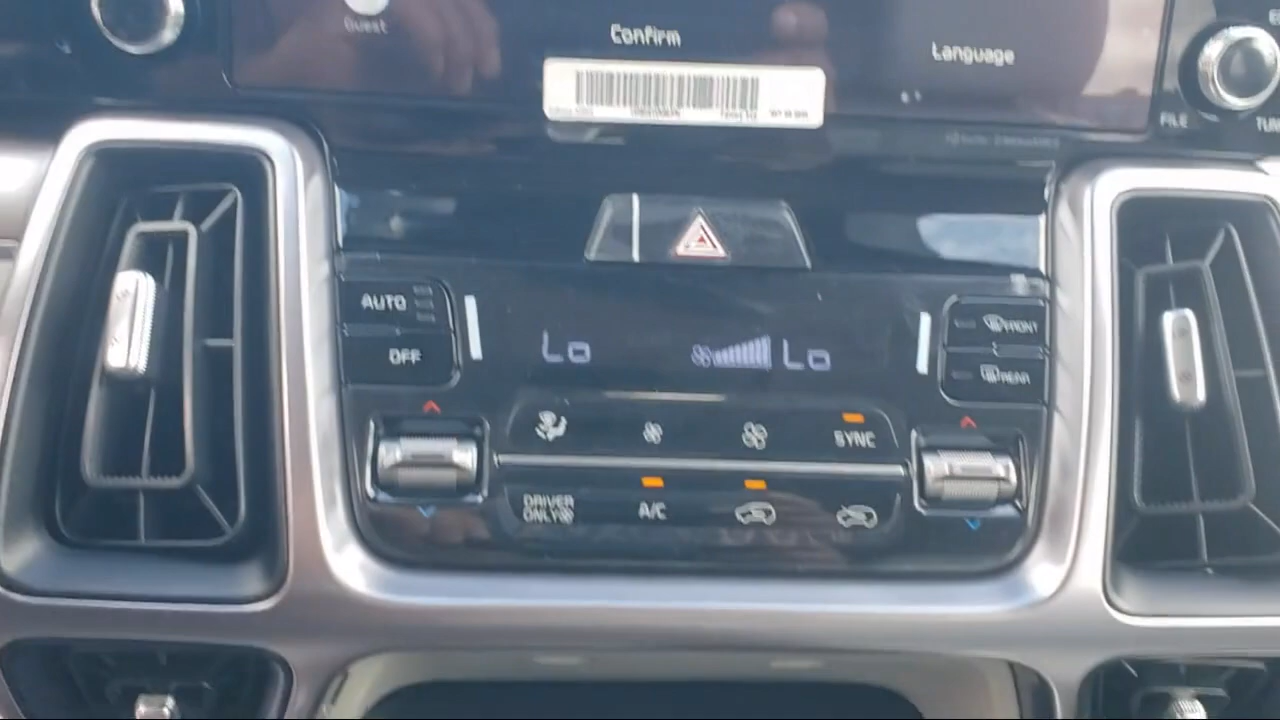 Guest
Confirm
Language
FILE
AUTO
OFF
Lo
Lo
FRONT
REAR
SYNC
DRIVER
ONLY
A/C